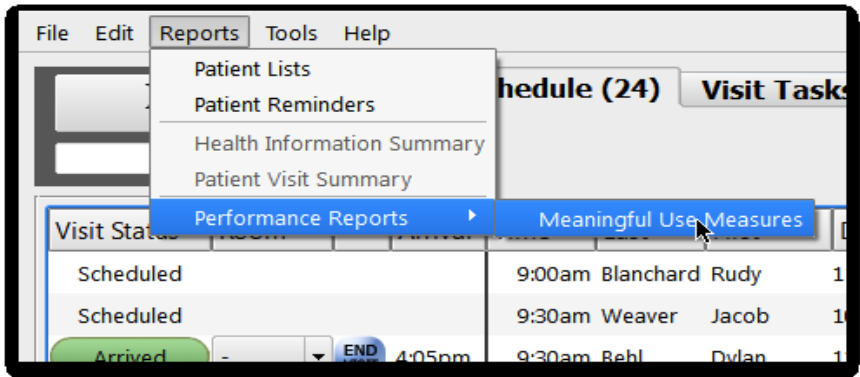 File Edit Reports Tools Help
Patient Lists
Patient Reminders
Health Information Summary
Patient Visit Summary
Performance Reports
Meaningful Use Measures
hedule (24)
Visit Tasks
Visit Status
Scheduled 9:00am Blanchard Rudy 1
Scheduled 9:30am Weaver Jacob
Arrived - END 4:05pm 9:30am Behl Dylan